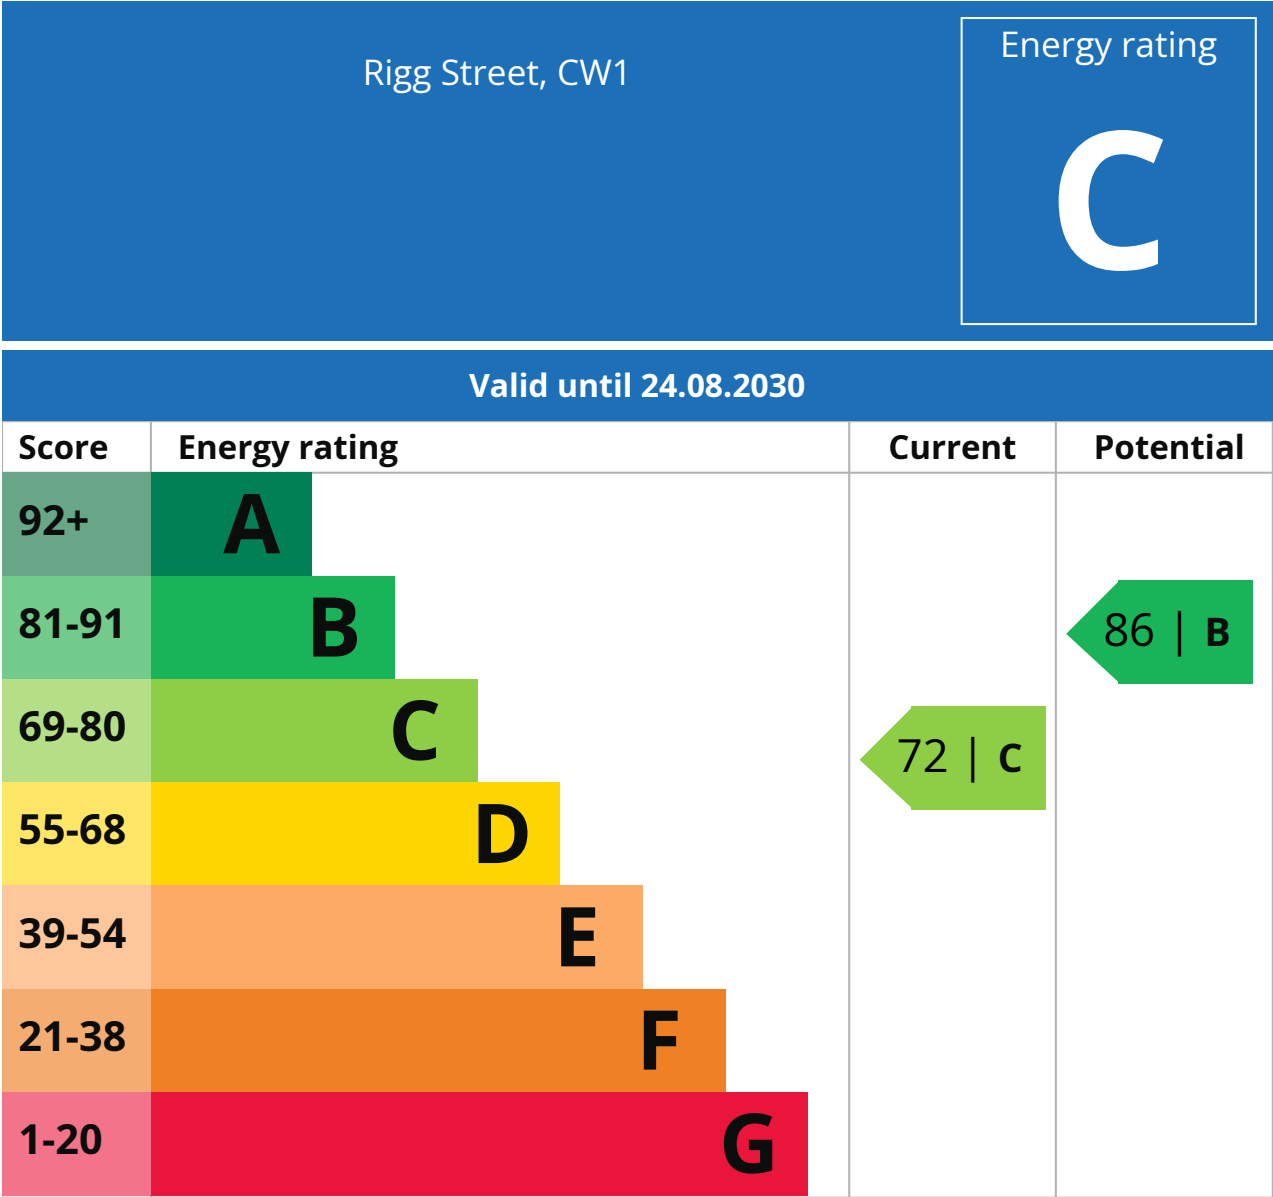 Rigg Street, CW1
Energy rating
C
Valid until 24.08.2030
Score Energy rating Current Potential
92+ A
81-91 B 86 | B
69-80 C 72 | C
55-68 D
39-54 E
21-38 F
1-20 G